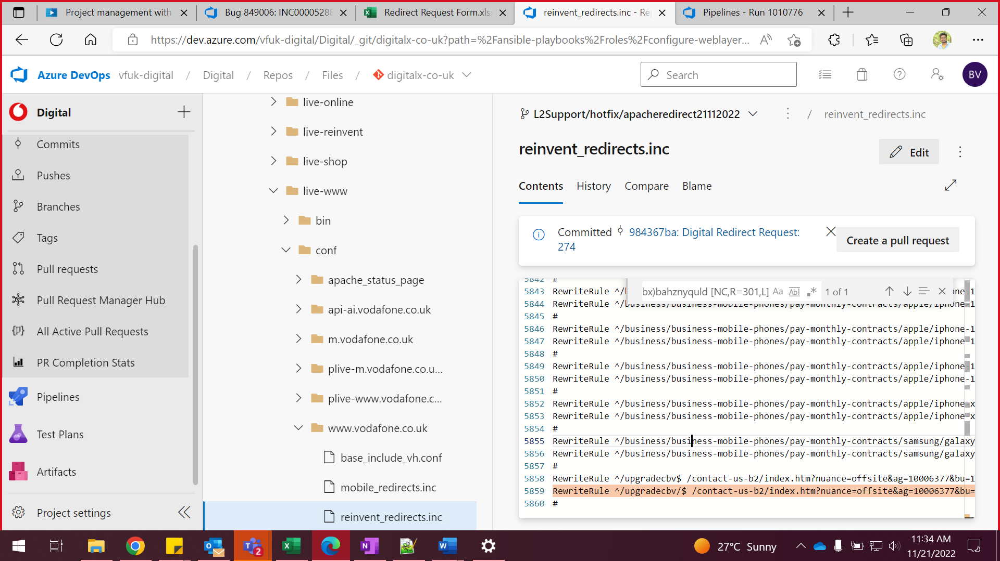 Project management with
Bug 849006: INC00005288
Redirect Request Form.xlsx
reinvent_redirects.inc - Re
Pipelines - Run 1010776
https://dev.azure.com/vfuk-digital/Digital/_git/digitalx-co-uk?path=%2Fansible-playbooks%2Froles%2Fconfigure-weblayer...
Azure DevOps vfuk-digital / Digital / Repos / Files / digitalx-co-uk
Search
BV
Digital
Commits
Pushes
Branches
Tags
Pull requests
Pull Request Manager Hub
All Active Pull Requests
PR Completion Stats
Pipelines
Test Plans
Artifacts
Project settings
live-online
live-reinvent
live-shop
live-www
bin
conf
apache_status_page
api-ai.vodafone.co.uk
m.vodafone.co.uk
plive-m.vodafone.co.u...
plive-www.vodafone.c...
www.vodafone.co.uk
base_include_vh.conf
mobile_redirects.inc
reinvent_redirects.inc
L2Support/hotfix/apacheredirect21112022 / reinvent_redirects.inc
reinvent_redirects.inc
Edit
Contents History Compare Blame
Committed 984367ba: Digital Redirect Request:
274
Create a pull request
bx)bahznyquld [NC,R=301,L] Aa Abl .* 1 of 1
5842 #
5843 RewriteRule ^/
5844 RewriteRule ^/business/business-mobile-phones/pay-monthly-contracts/apple/iphone-1
5845 #
5846 RewriteRule ^/business/business-mobile-phones/pay-monthly-contracts/apple/iphone-1
5847 RewriteRule ^/business/business-mobile-phones/pay-monthly-contracts/apple/iphone-1
5848 #
5849 RewriteRule ^/business/business-mobile-phones/pay-monthly-contracts/apple/iphone-1
5850 RewriteRule ^/business/business-mobile-phones/pay-monthly-contracts/apple/iphone-1
5851 #
5852 RewriteRule ^/business/business-mobile-phones/pay-monthly-contracts/apple/iphone-x
5853 RewriteRule ^/business/business-mobile-phones/pay-monthly-contracts/apple/iphone-x
5854 #
5855 RewriteRule ^/business/business-mobile-phones/pay-monthly-contracts/samsung/galaxy
5856 RewriteRule ^/business/business-mobile-phones/pay-monthly-contracts/samsung/galaxy
5857 #
5858 RewriteRule ^/upgradecbv$ /contact-us-b2/index.htm?nuance=offsite&ag=10006377&bu=1
5859 RewriteRule ^/upgradecbv/$ /contact-us-b2/index.htm?nuance=offsite&ag=10006377&bu=
5860 #
2
27°C Sunny
11:34 AM
11/21/2022